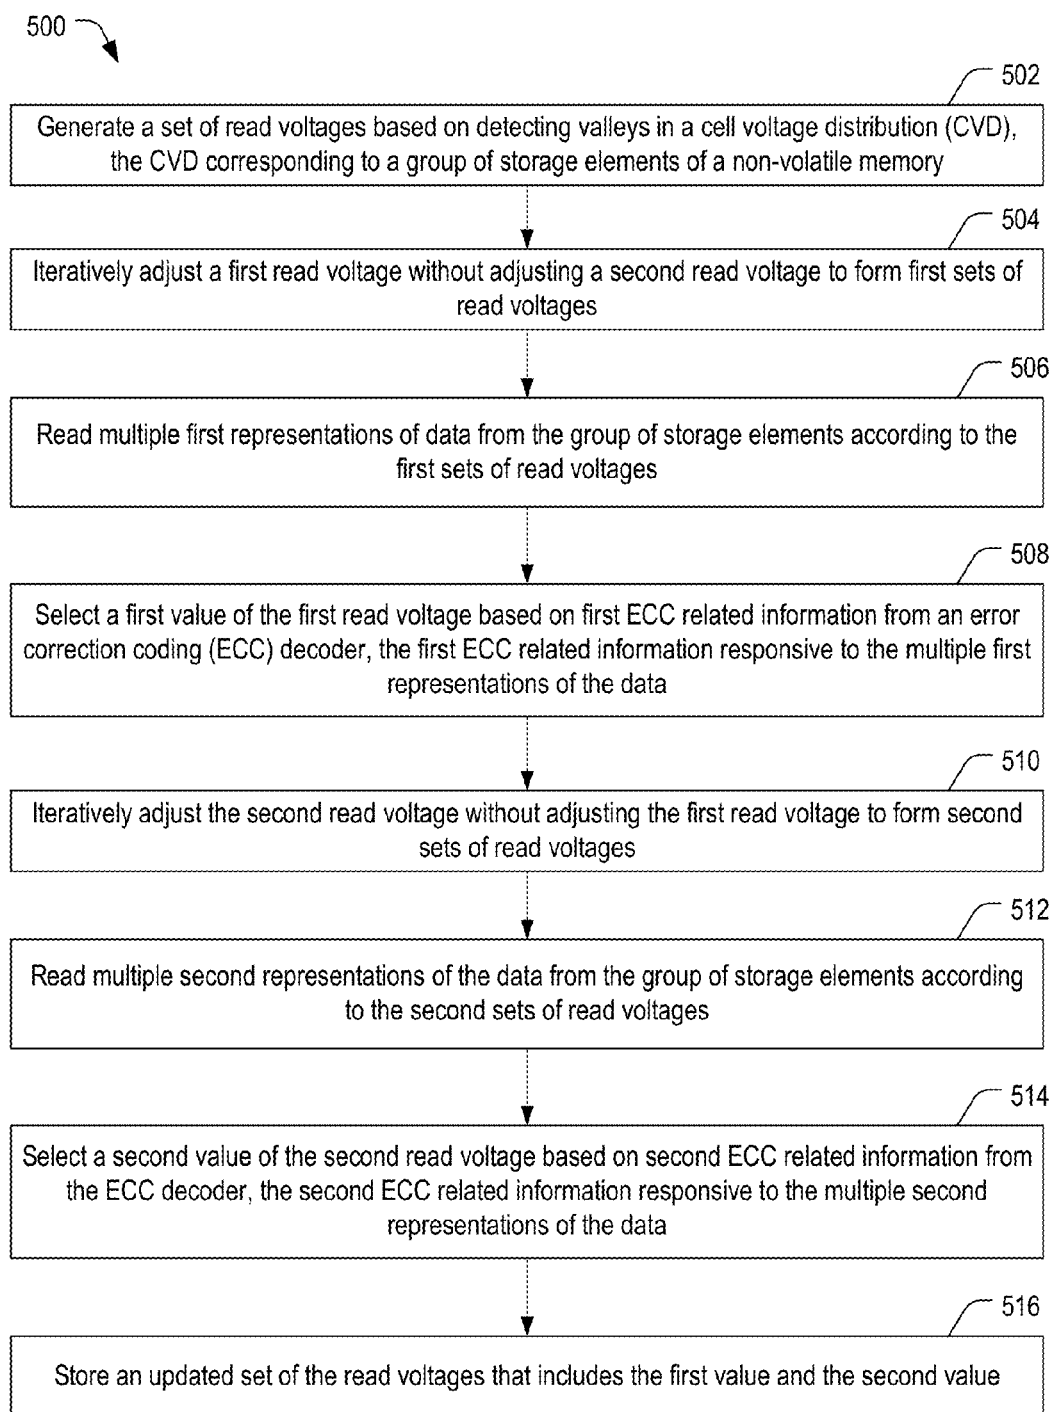 500
502
Generate a set of read voltages based on detecting valleys in a cell voltage distribution (CVD),
the CVD corresponding to a group of storage elements of a non-volatile memory
504
Iteratively adjust a first read voltage without adjusting a second read voltage to form first sets of
read voltages
506
Read multiple first representations of data from the group of storage elements according to the
first sets of read voltages
508
Select a first value of the first read voltage based on first ECC related information from an error
correction coding (ECC) decoder, the first ECC related information responsive to the multiple first
representations of the data
510
Iteratively adjust the second read voltage without adjusting the first read voltage to form second
sets of read voltages
512
Read multiple second representations of the data from the group of storage elements according
to the second sets of read voltages
514
Select a second value of the second read voltage based on second ECC related information from
the ECC decoder, the second ECC related information responsive to the multiple second
representations of the data
516
Store an updated set of the read voltages that includes the first value and the second value